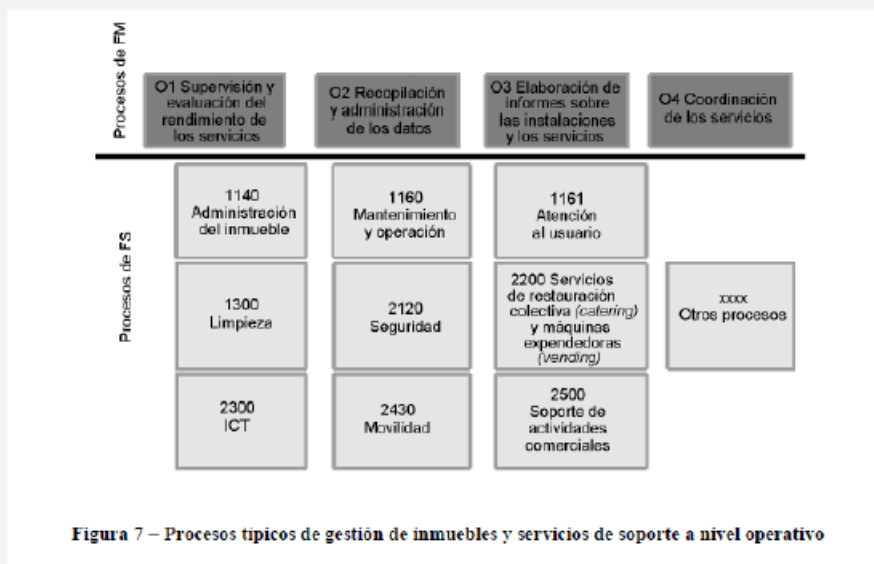 Procesos de FM
O1 Supervisión y
evaluación del
rendimiento de
los servicios
O2 Recopilación
y administración
de los datos
O3 Elaboración de
informes sobre
las instalaciones
y los servicios
O4 Coordinación
de los servicios
Procesos de FS
1140
Administración
del inmueble
1160
Mantenimiento
y operación
1161
Atención
al usuario
1300
Limpieza
2120
Seguridad
2200 Servicios
de restauración
colectiva (catering)
y máquinas
expendedoras
(vending)
xxxx
Otros procesos
2300
ICT
2430
Movilidad
2500
Soporte de
actividades
comerciales
Figura 7 – Procesos típicos de gestión de inmuebles y servicios de soporte a nivel operativo